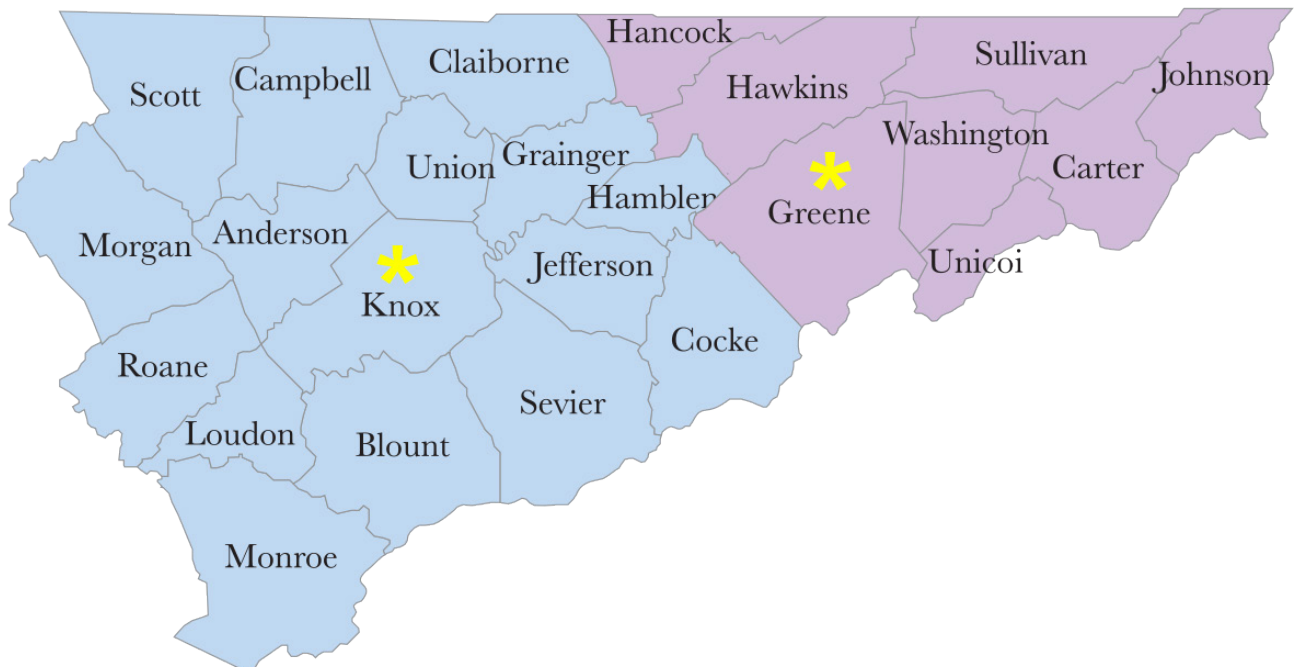 Hancock
Sullivan
Claiborne
Johnson
Campbell
Hawkins
Scott
Washington
Grainger
Union
Carter
Hamblen
Greene
*
Anderson
Morgan
Jefferson
Unicoi
Knox
*
Cocke
Roane
Sevier
Loudon
Blount
Monroe